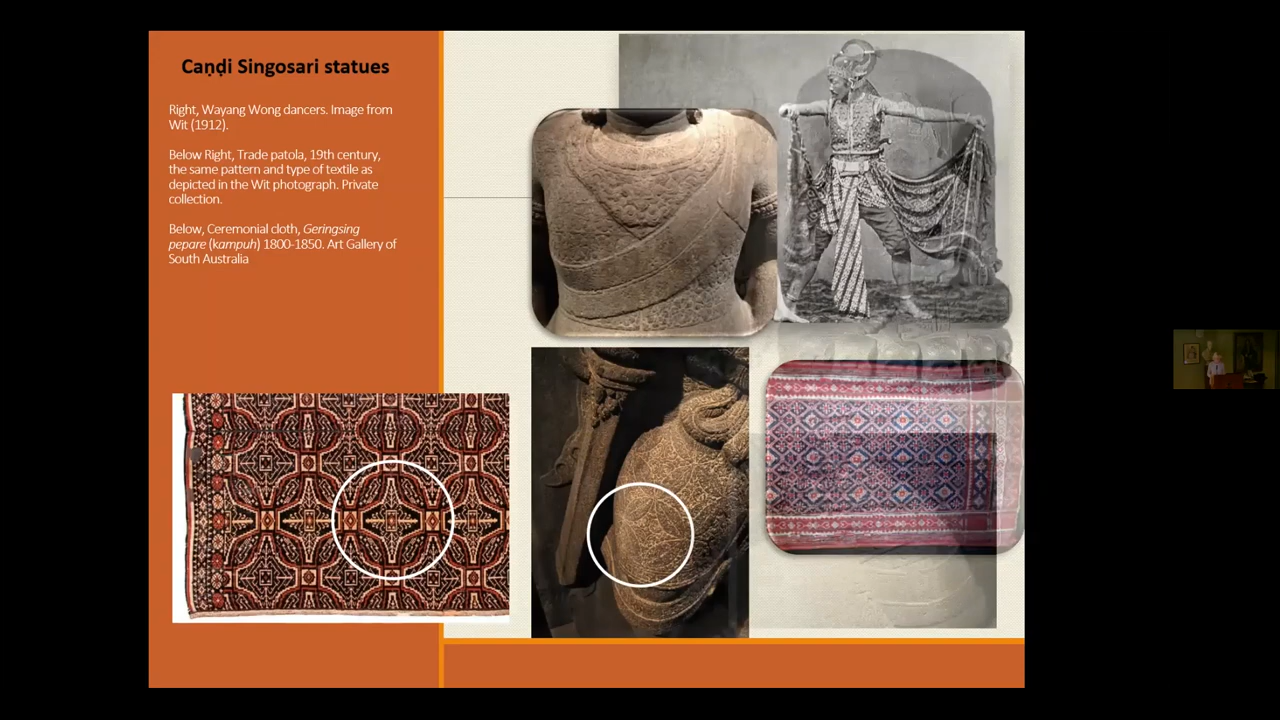 Caṇḍi Singosari statues
Right, Wayang Wong dancers. Image from
Wit (1912).
Below Right, Trade patola, 19th century,
the same pattern and type of textile as
depicted in the Wit photograph. Private
collection.
Below, Ceremonial cloth, Geringsing
pepare (kampuh) 1800-1850. Art Gallery of
South Australia